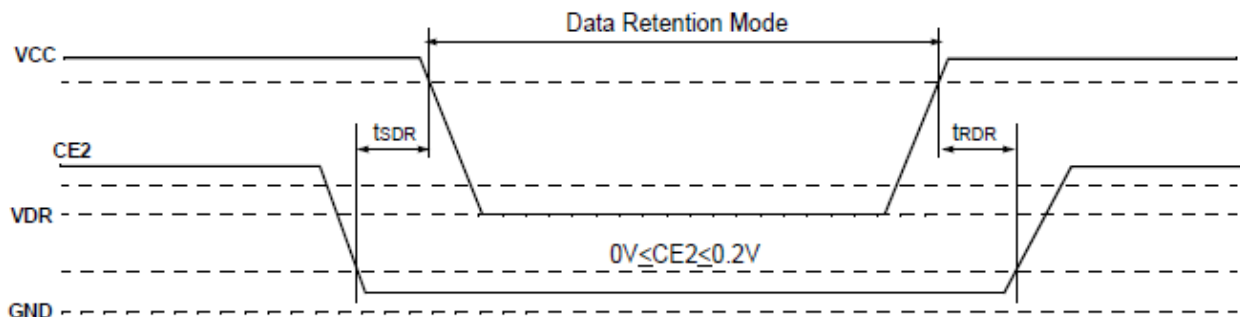 Data Retention Mode
VCC
tSDR
tRDR
CE2
VDR
0V≤CE2≤0.2V
GND